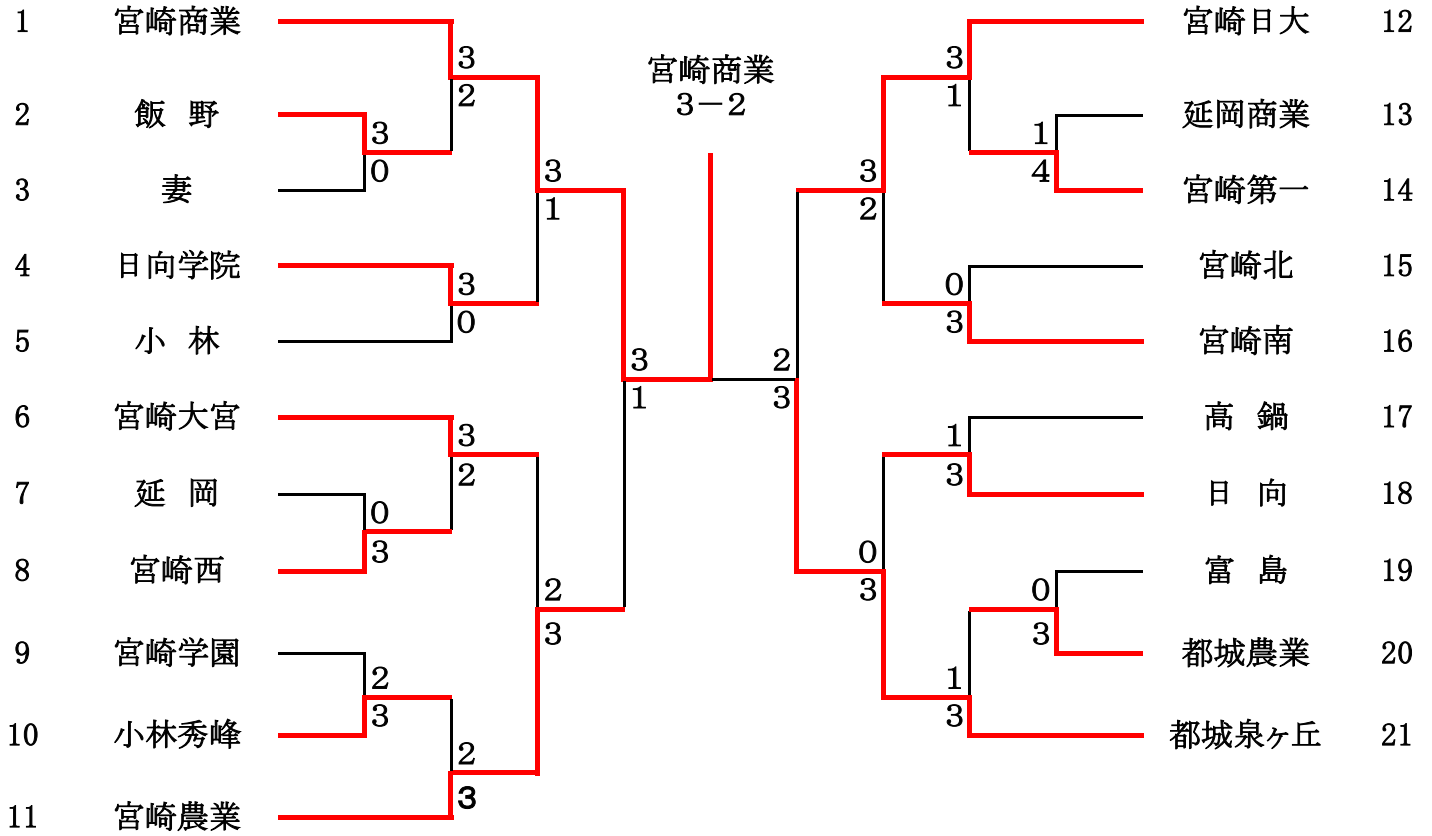 1 宮崎商業
2 飯 野
3 妻
4 日向学院
5 小 林
6 宮崎大宮
7 延 岡
8 宮崎西
9 宮崎学園
10 小林秀峰
11 宮崎農業
3
2
3
0
3
1
3
0
3
2
0
3
2
3
2
3
2
3
3
1
宮崎商業
3－2
2
3
3
1
1
4
3
2
0
3
1
3
0
3
0
3
1
3
宮崎日大 12
延岡商業 13
宮崎第一 14
宮崎北 15
宮崎南 16
高 鍋 17
日 向 18
富 島 19
都城農業 20
都城泉ヶ丘 21